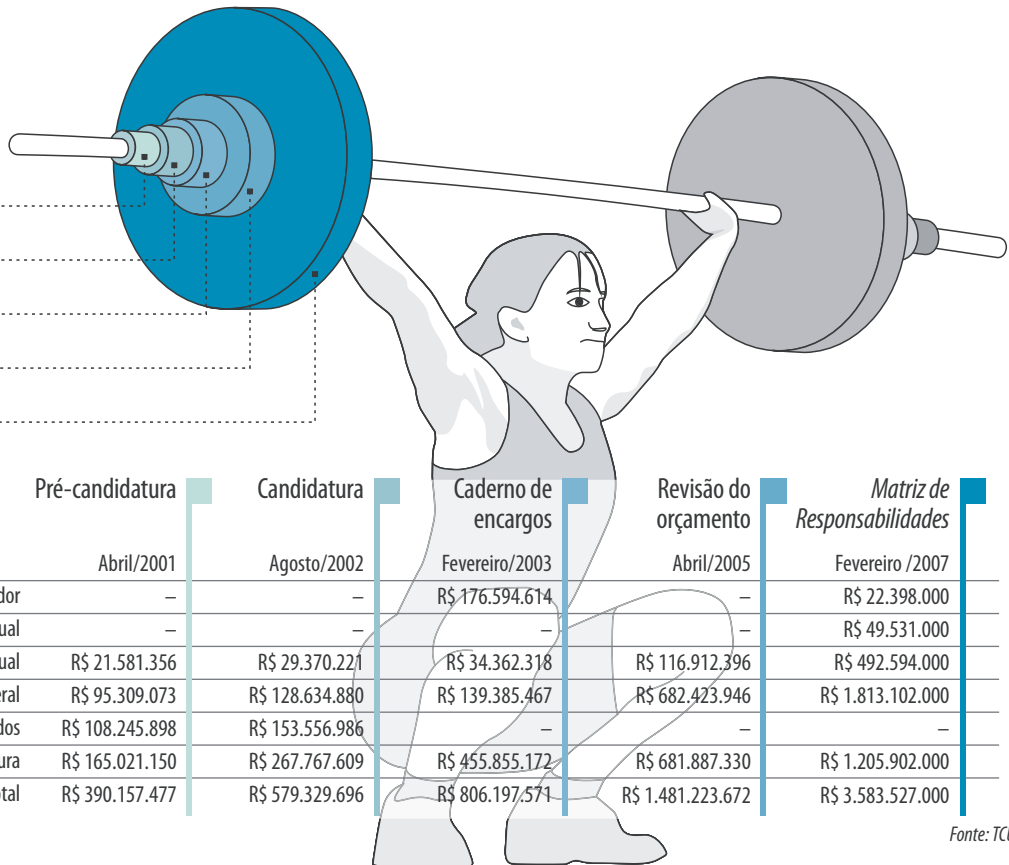 Pré-candidatura Candidatura Caderno de encargos Revisão do orçamento Matriz de Responsabilidades
Abril/2001 Agosto/2002 Fevereiro/2003 Abril/2005 Fevereiro /2007
dor – – R$ 176.594.614 – R$ 22.398.000
ual – – – – R$ 49.531.000
ual R$ 21.581.356 R$ 29.370.221 R$ 34.362.318 R$ 116.912.396 R$ 492.594.000
eral R$ 95.309.073 R$ 128.634.880 R$ 139.385.467 R$ 682.423.946 R$ 1.813.102.000
dos R$ 108.245.898 R$ 153.556.986 – – –
ura R$ 165.021.150 R$ 267.767.609 R$ 455.855.172 R$ 681.887.330 R$ 1.205.902.000
otal R$ 390.157.477 R$ 579.329.696 R$ 806.197.571 R$ 1.481.223.672 R$ 3.583.527.000
Fonte: TCU